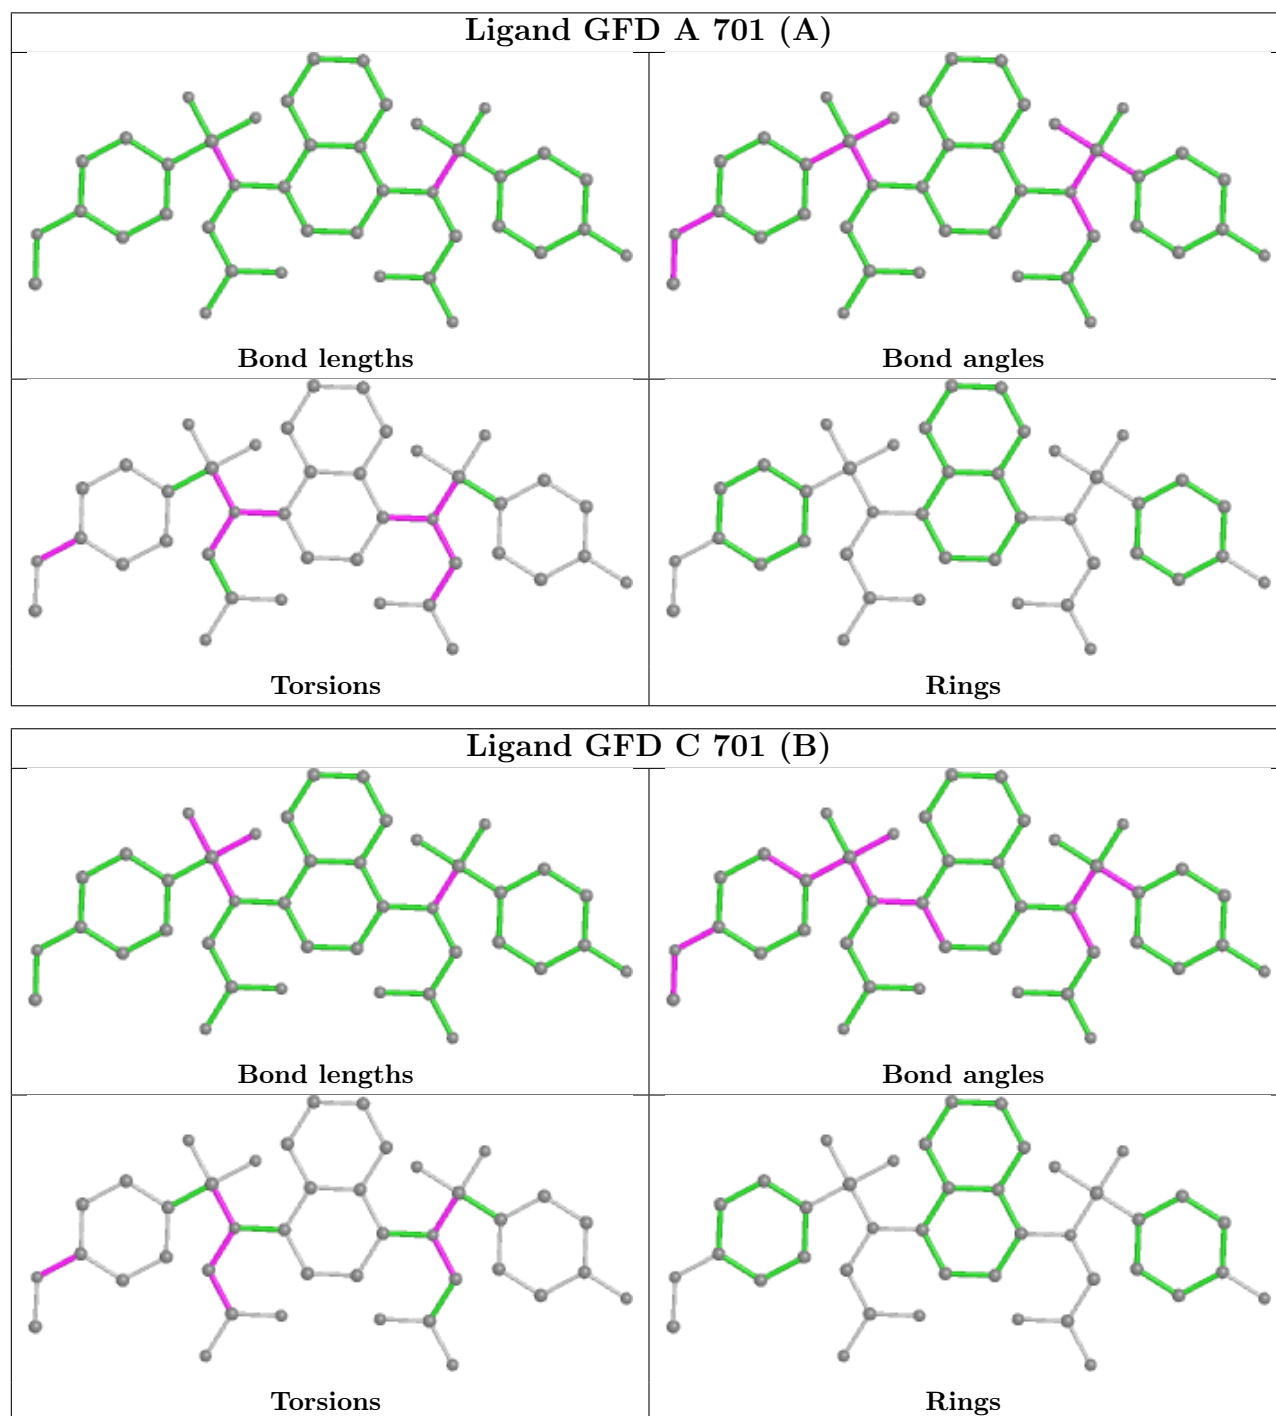 Ligand GFD A 701 (A)
Bond lengths
Bond angles
Torsions
Rings
Ligand GFD C 701 (B)
Bond lengths
Bond angles
Torsions
Rings